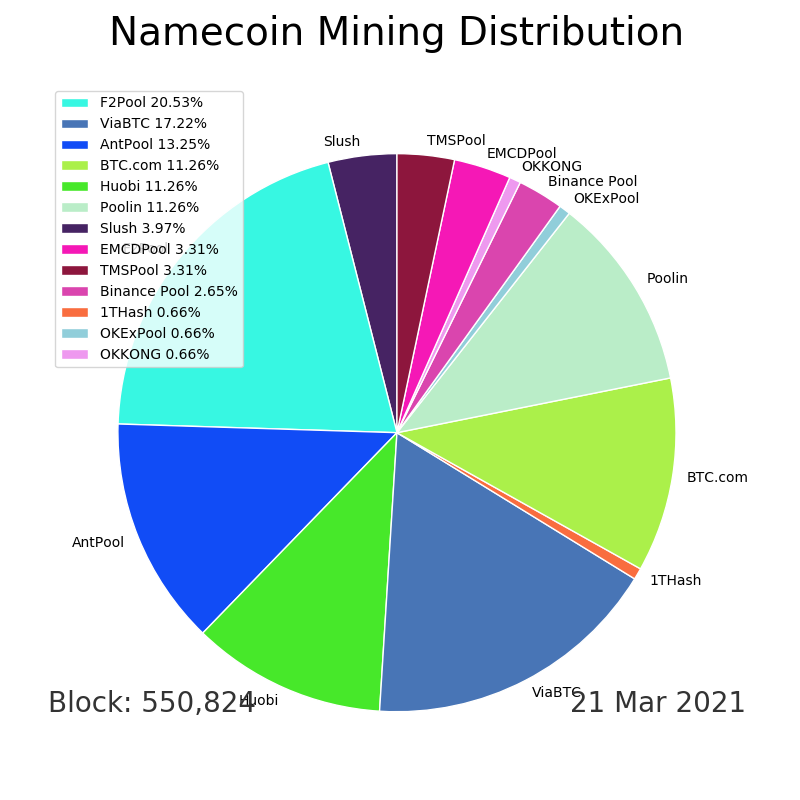 Namecoin Mining Distribution
F2Pool 20.53%
ViaBTC 17.22%
AntPool 13.25%
BTC.com 11.26%
Huobi 11.26%
Poolin 11.26%
Slush 3.97%
EMCDPool 3.31%
TMSPool 3.31%
Binance Pool 2.65%
1THash 0.66%
OKExPool 0.66%
OKKONG 0.66%
Slush
TMSPool
EMCDPool
OKKONG
Binance Pool
OKExPool
Poolin
BTC.com
1THash
AntPool
ViaBTC
Huobi
Block: 550,824
21 Mar 2021